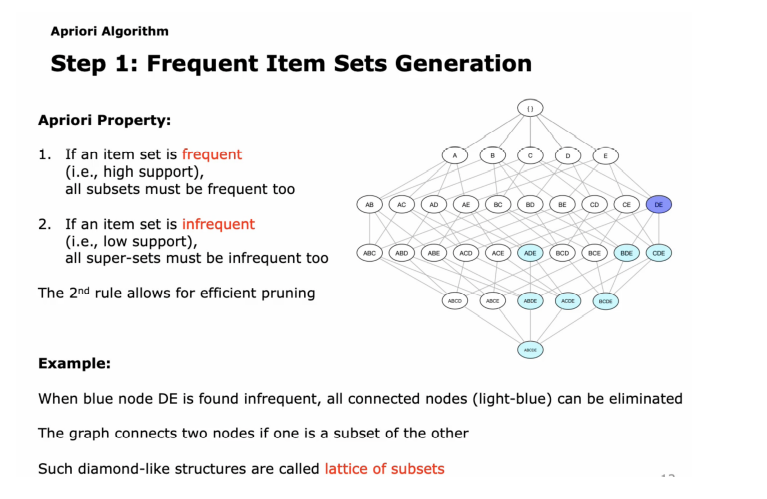 Apriori Algorithm
Step 1: Frequent Item Sets Generation
Apriori Property:
1. If an item set is frequent
(i.e., high support),
all subsets must be frequent too
2. If an item set is infrequent
(i.e., low support),
all super-sets must be infrequent too
The 2nd rule allows for efficient pruning
{}
A B C D E
AB AC AD AE BC BD BE CD CE DE
ABC ABD ABE ACD ACE ADE BCD BCE BDE CDE
ABCD ABCE ABDE ACDE BCDE
ABCDE
Example:
When blue node DE is found infrequent, all connected nodes (light-blue) can be eliminated
The graph connects two nodes if one is a subset of the other
Such diamond-like structures are called lattice of subsets